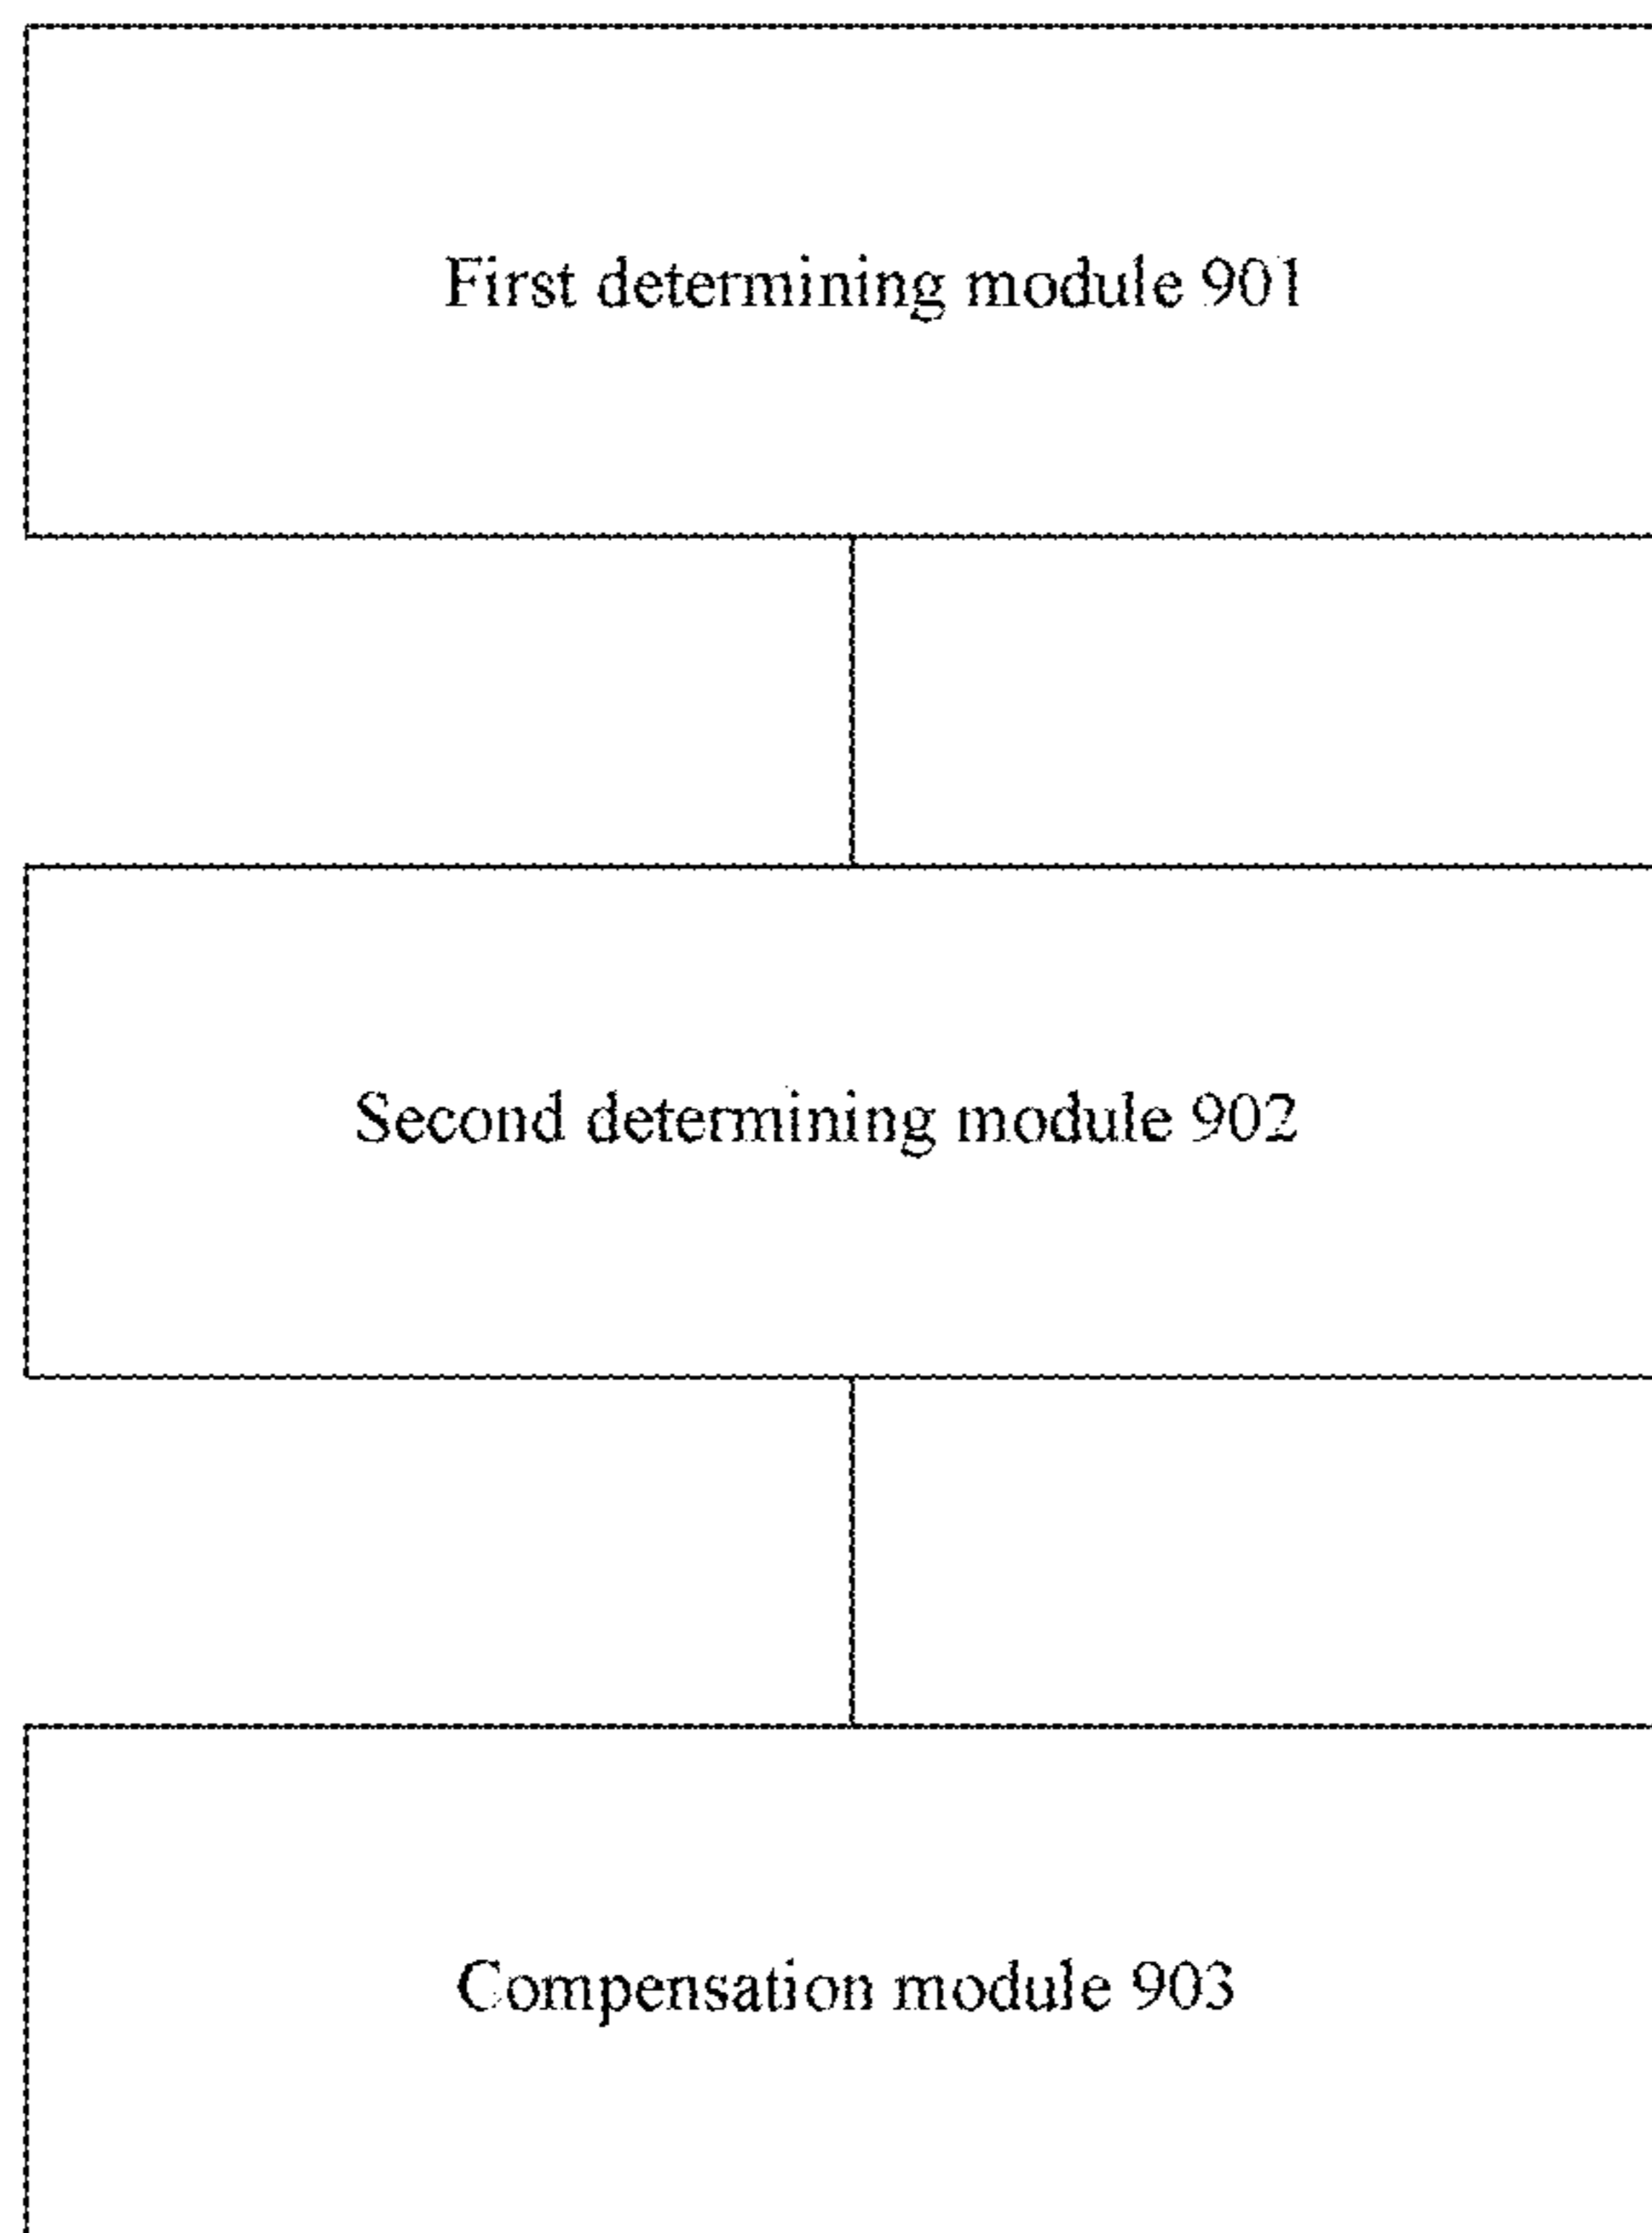 First determining module 901
Second determining module 902
Compensation module 903